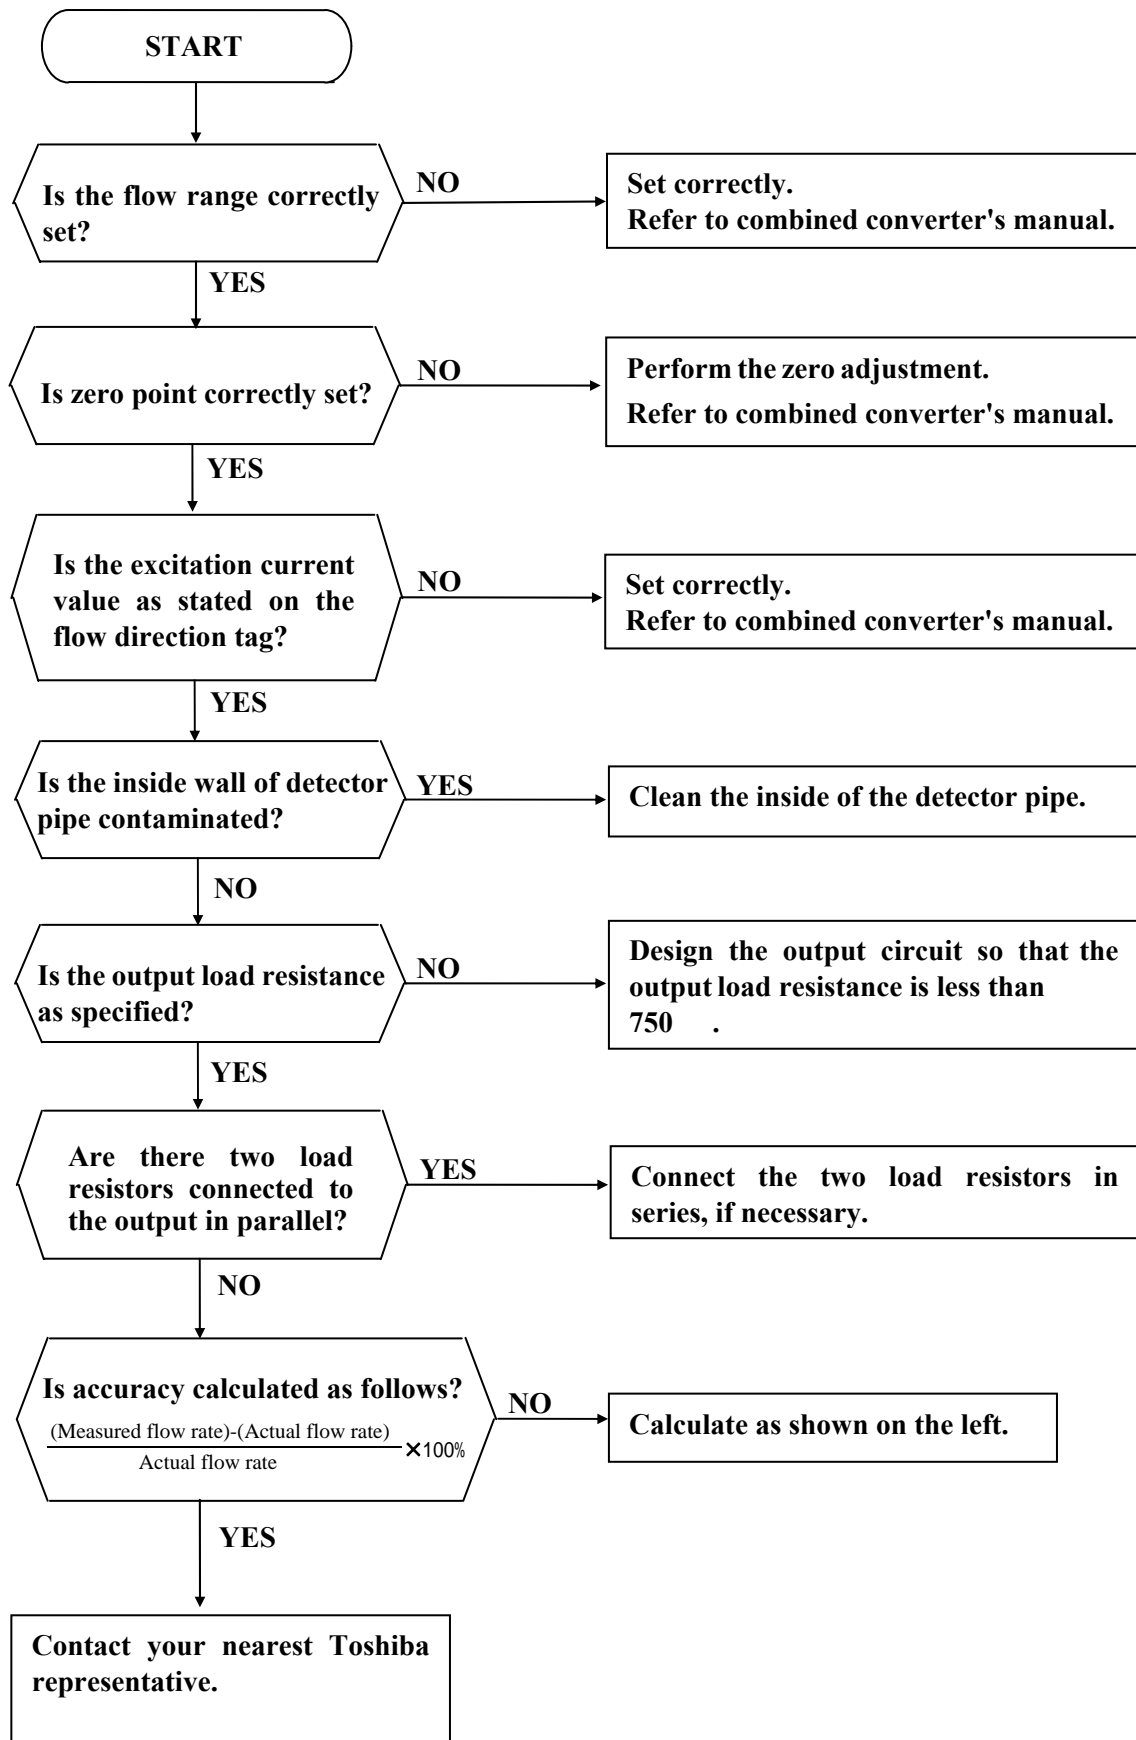 START
Is the flow range correctly
set?
NO
Set correctly.
Refer to combined converter's manual.
YES
Is zero point correctly set?
NO
Perform the zero adjustment.
Refer to combined converter's manual.
YES
Is the excitation current
value as stated on the
flow direction tag?
NO
Set correctly.
Refer to combined converter's manual.
YES
Is the inside wall of detector
pipe contaminated?
YES
Clean the inside of the detector pipe.
NO
Is the output load resistance
as specified?
NO
Design the output circuit so that the
output load resistance is less than
750 .
YES
Are there two load
resistors connected to
the output in parallel?
YES
Connect the two load resistors in
series, if necessary.
NO
Is accuracy calculated as follows?
(Measured flow rate)-(Actual flow rate)
Actual flow rate
×100%
NO
Calculate as shown on the left.
YES
Contact your nearest Toshiba
representative.